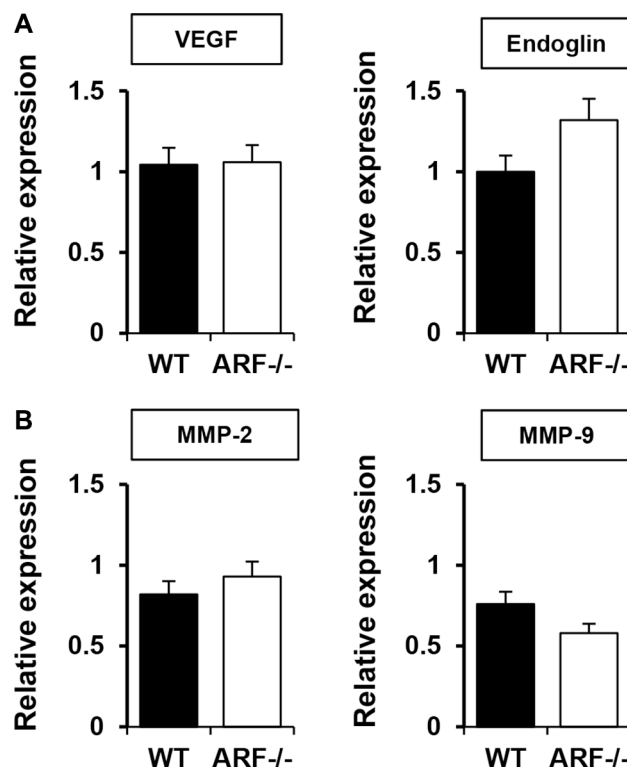 A
VEGF
Relative expression
1.5
1
0.5
0
WT ARF-/-
Endoglin
Relative expression
1.5
1
0.5
0
WT ARF-/-
B
MMP-2
Relative expression
1.5
1
0.5
0
WT ARF-/-
MMP-9
Relative expression
1.5
1
0.5
0
WT ARF-/-